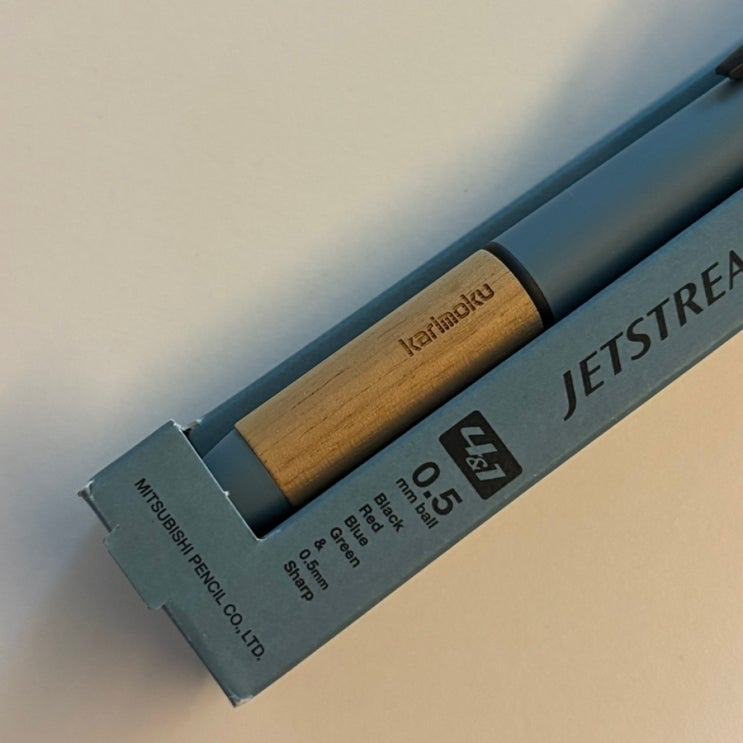 karimoku
JETSTREA
4&1
0.5
mm ball
Black
Red
Blue
Green
&
0.5mm
Sharp
MITSUBISHI PENCIL CO., LTD.